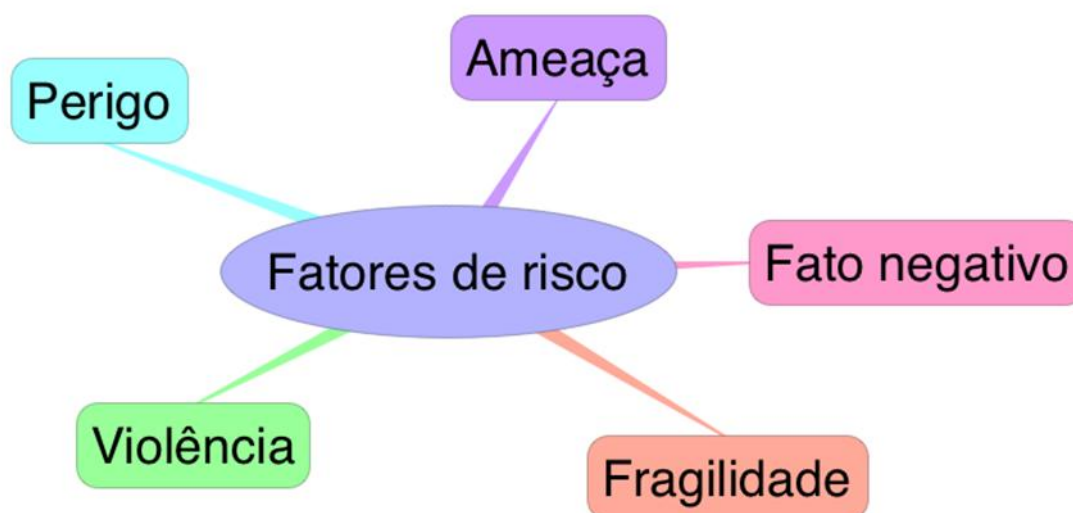 Ameaça
Perigo
Fato negativo
Fatores de risco
Violência
Fragilidade